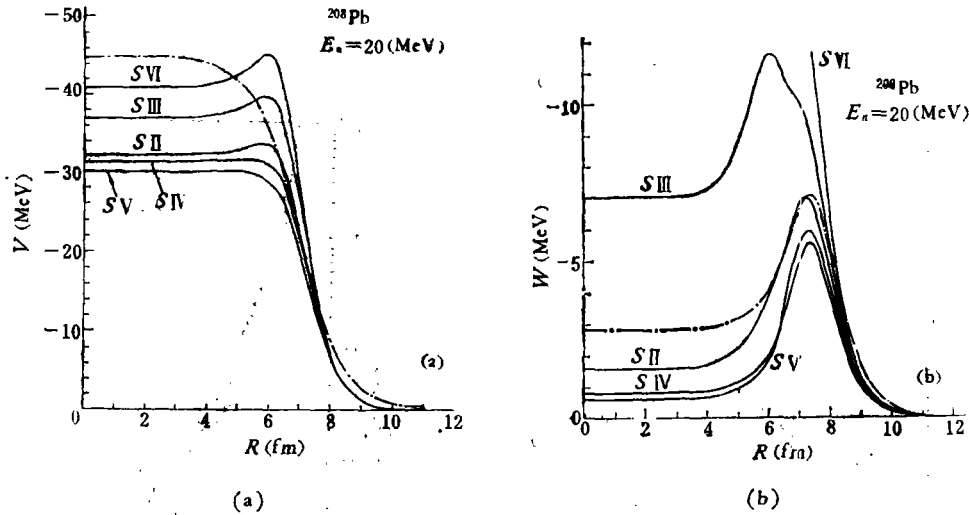 -50
-40
-30
-20
-10
0
V (MeV)
²⁰⁸Pb
Eₙ=20(MeV)
SⅥ
SⅢ
SⅡ
SⅤ
SⅣ
(a)
2
4
6
8
10
12
R (fm)
(a)
-10
-5
0
W (MeV)
SⅥ
²⁰⁸Pb
Eₙ=20(MeV)
SⅢ
SⅡ
SⅣ
SⅤ
(b)
0
2
4
6
8
10
12
R (fm)
(b)